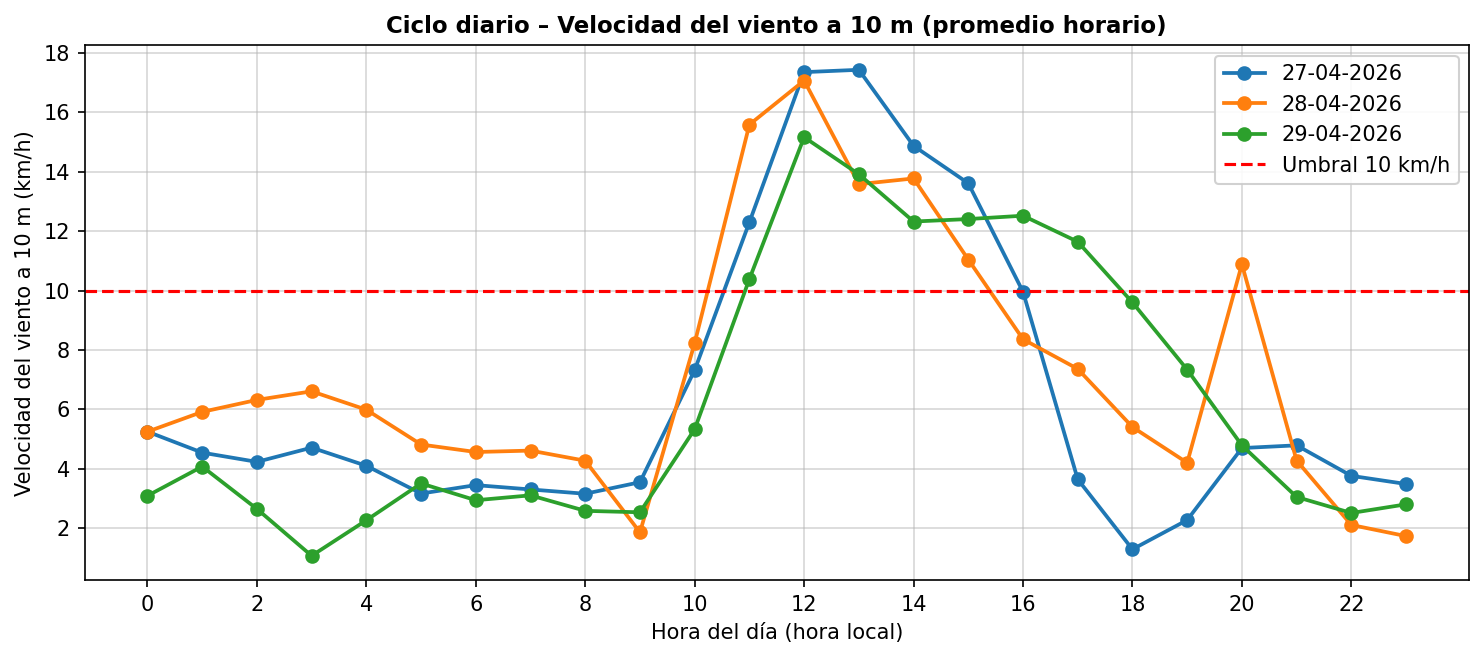 Ciclo diario – Velocidad del viento a 10 m (promedio horario)
27-04-2026
28-04-2026
29-04-2026
Umbral 10 km/h
Velocidad del viento a 10 m (km/h)
18
16
14
12
10
8
6
4
2
0 2 4 6 8 10 12 14 16 18 20 22
Hora del día (hora local)